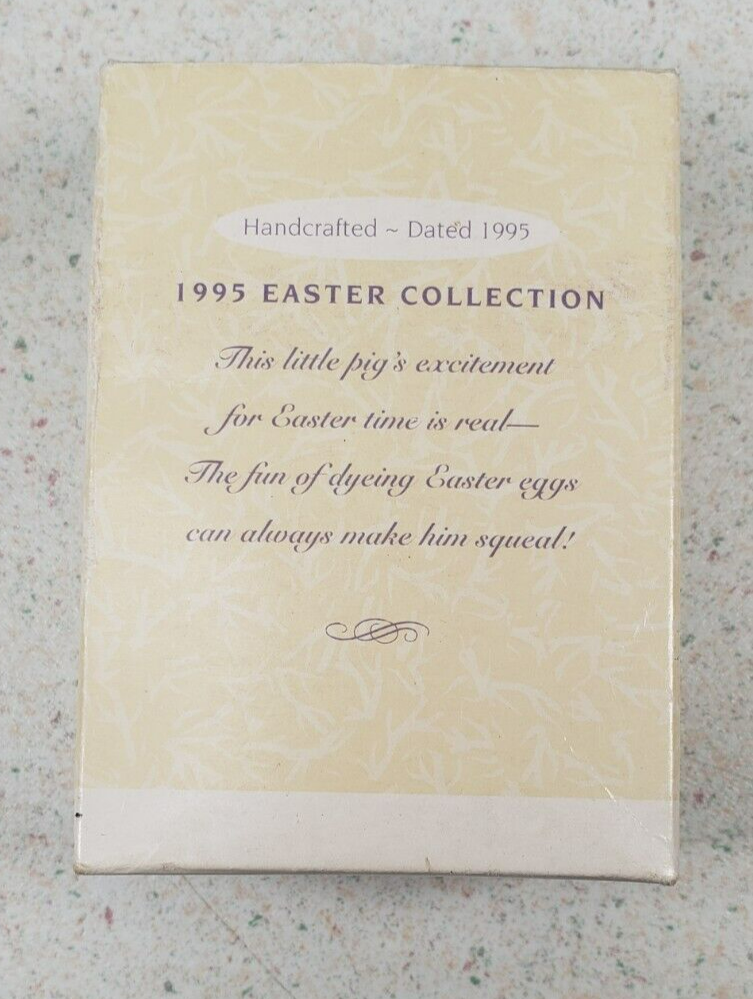 Handcrafted ~ Dated 1995
1995 EASTER COLLECTION
This little pig's excitement
for Easter time is real—
The fun of dyeing Easter eggs
can always make him squeal!